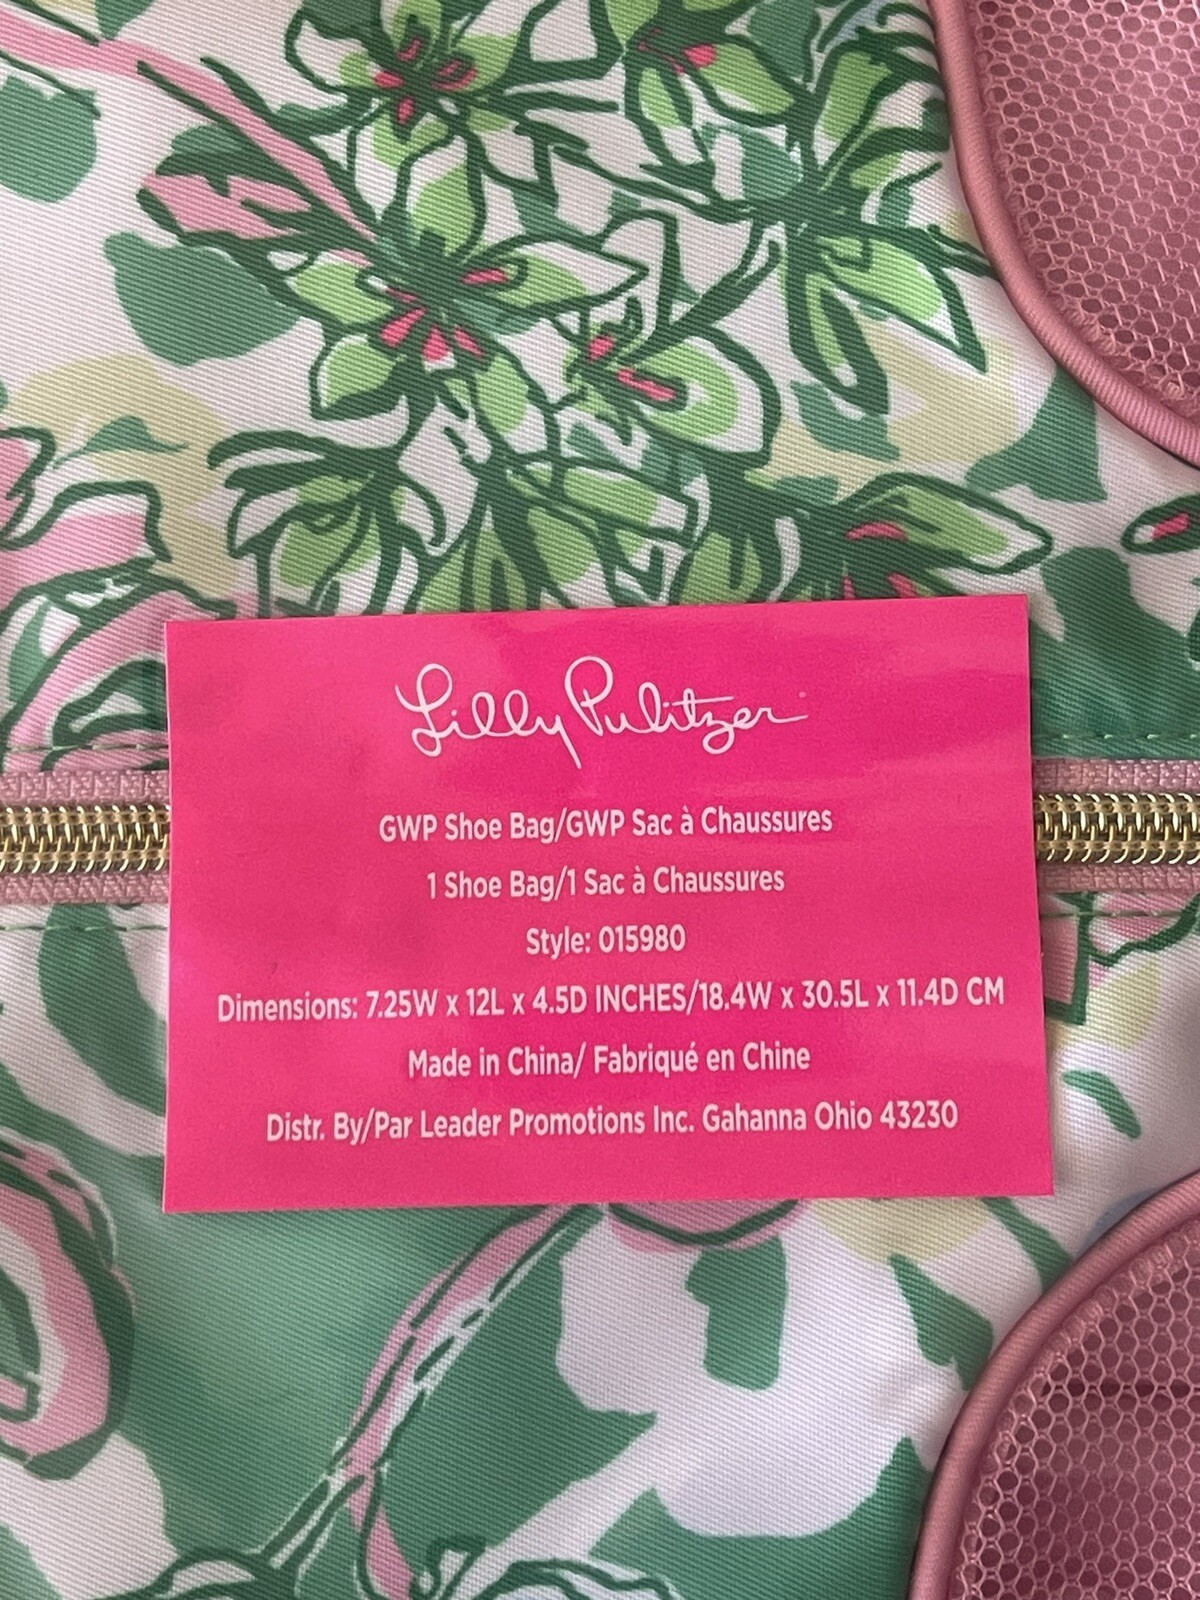 Lilly Pulitzer
GWP Shoe Bag/GWP Sac à Chaussures
1 Shoe Bag/1 Sac à Chaussures
Style: 015980
Dimensions: 7.25W x 12L x 4.5D INCHES/18.4W x 30.5L x 11.4D CM
Made in China/ Fabriqué en Chine
Distr. By/Par Leader Promotions Inc. Gahanna Ohio 43230